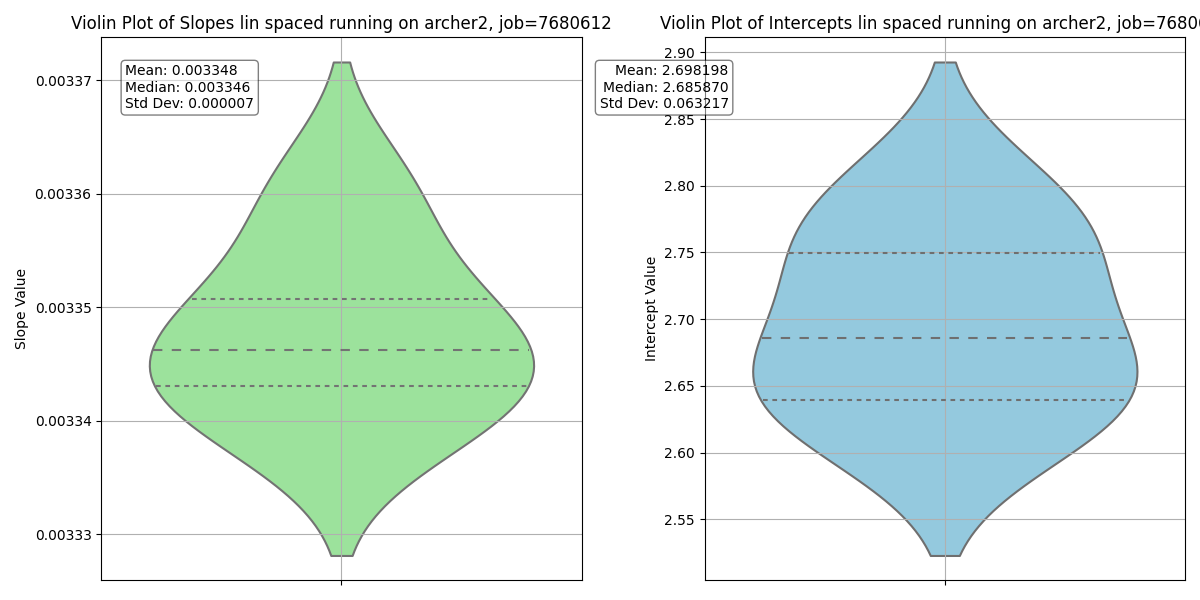 Violin Plot of Slopes lin spaced running on archer2, job=7680612
Mean: 0.003348
Median: 0.003346
Std Dev: 0.000007
0.00337
0.00336
0.00335
0.00334
0.00333
Slope Value
Violin Plot of Intercepts lin spaced running on archer2, job=7680
Mean: 2.698198
Median: 2.685870
Std Dev: 0.063217
2.90
2.85
2.80
2.75
2.70
2.65
2.60
2.55
Intercept Value